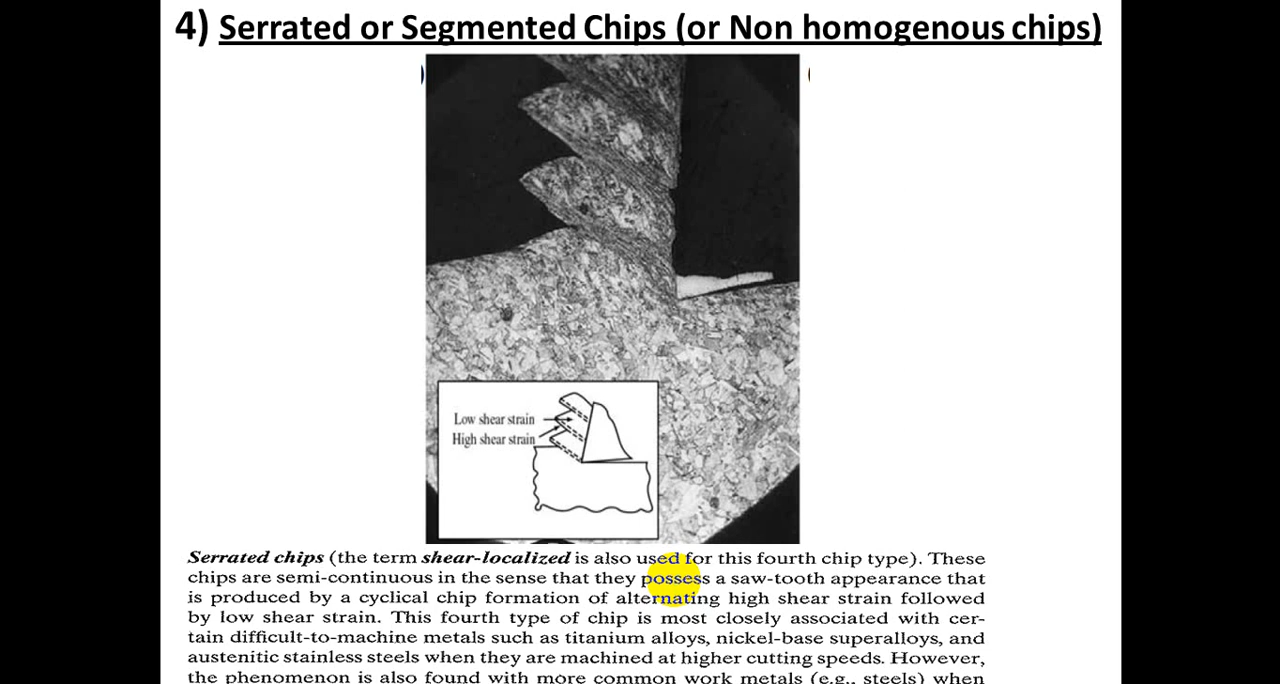 4) Serrated or Segmented Chips (or Non homogenous chips)
Low shear strain
High shear strain
Serrated chips (the term shear-localized is also used for this fourth chip type). These
chips are semi-continuous in the sense that they possess a saw-tooth appearance that
is produced by a cyclical chip formation of alternating high shear strain followed
by low shear strain. This fourth type of chip is most closely associated with cer-
tain difficult-to-machine metals such as titanium alloys, nickel-base superalloys, and
austenitic stainless steels when they are machined at higher cutting speeds. However,
the phenomenon is also found with more common work metals (e.g., steels) when